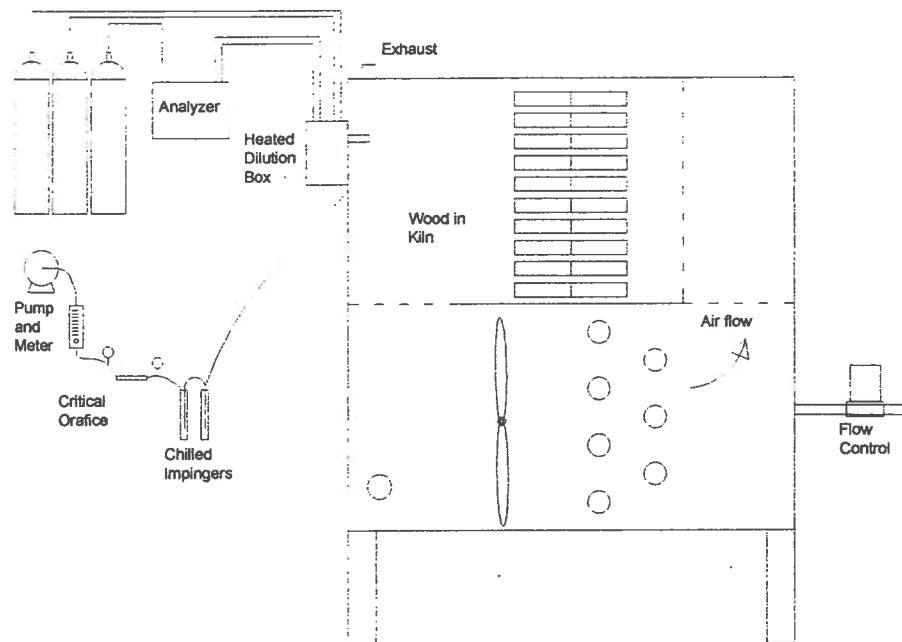 Exhaust
Analyzer
Heated
Dilution
Box
Wood in
Kiln
Pump
and
Meter
Air flow
Critical
Orafice
Flow
Control
Chilled
Impingers